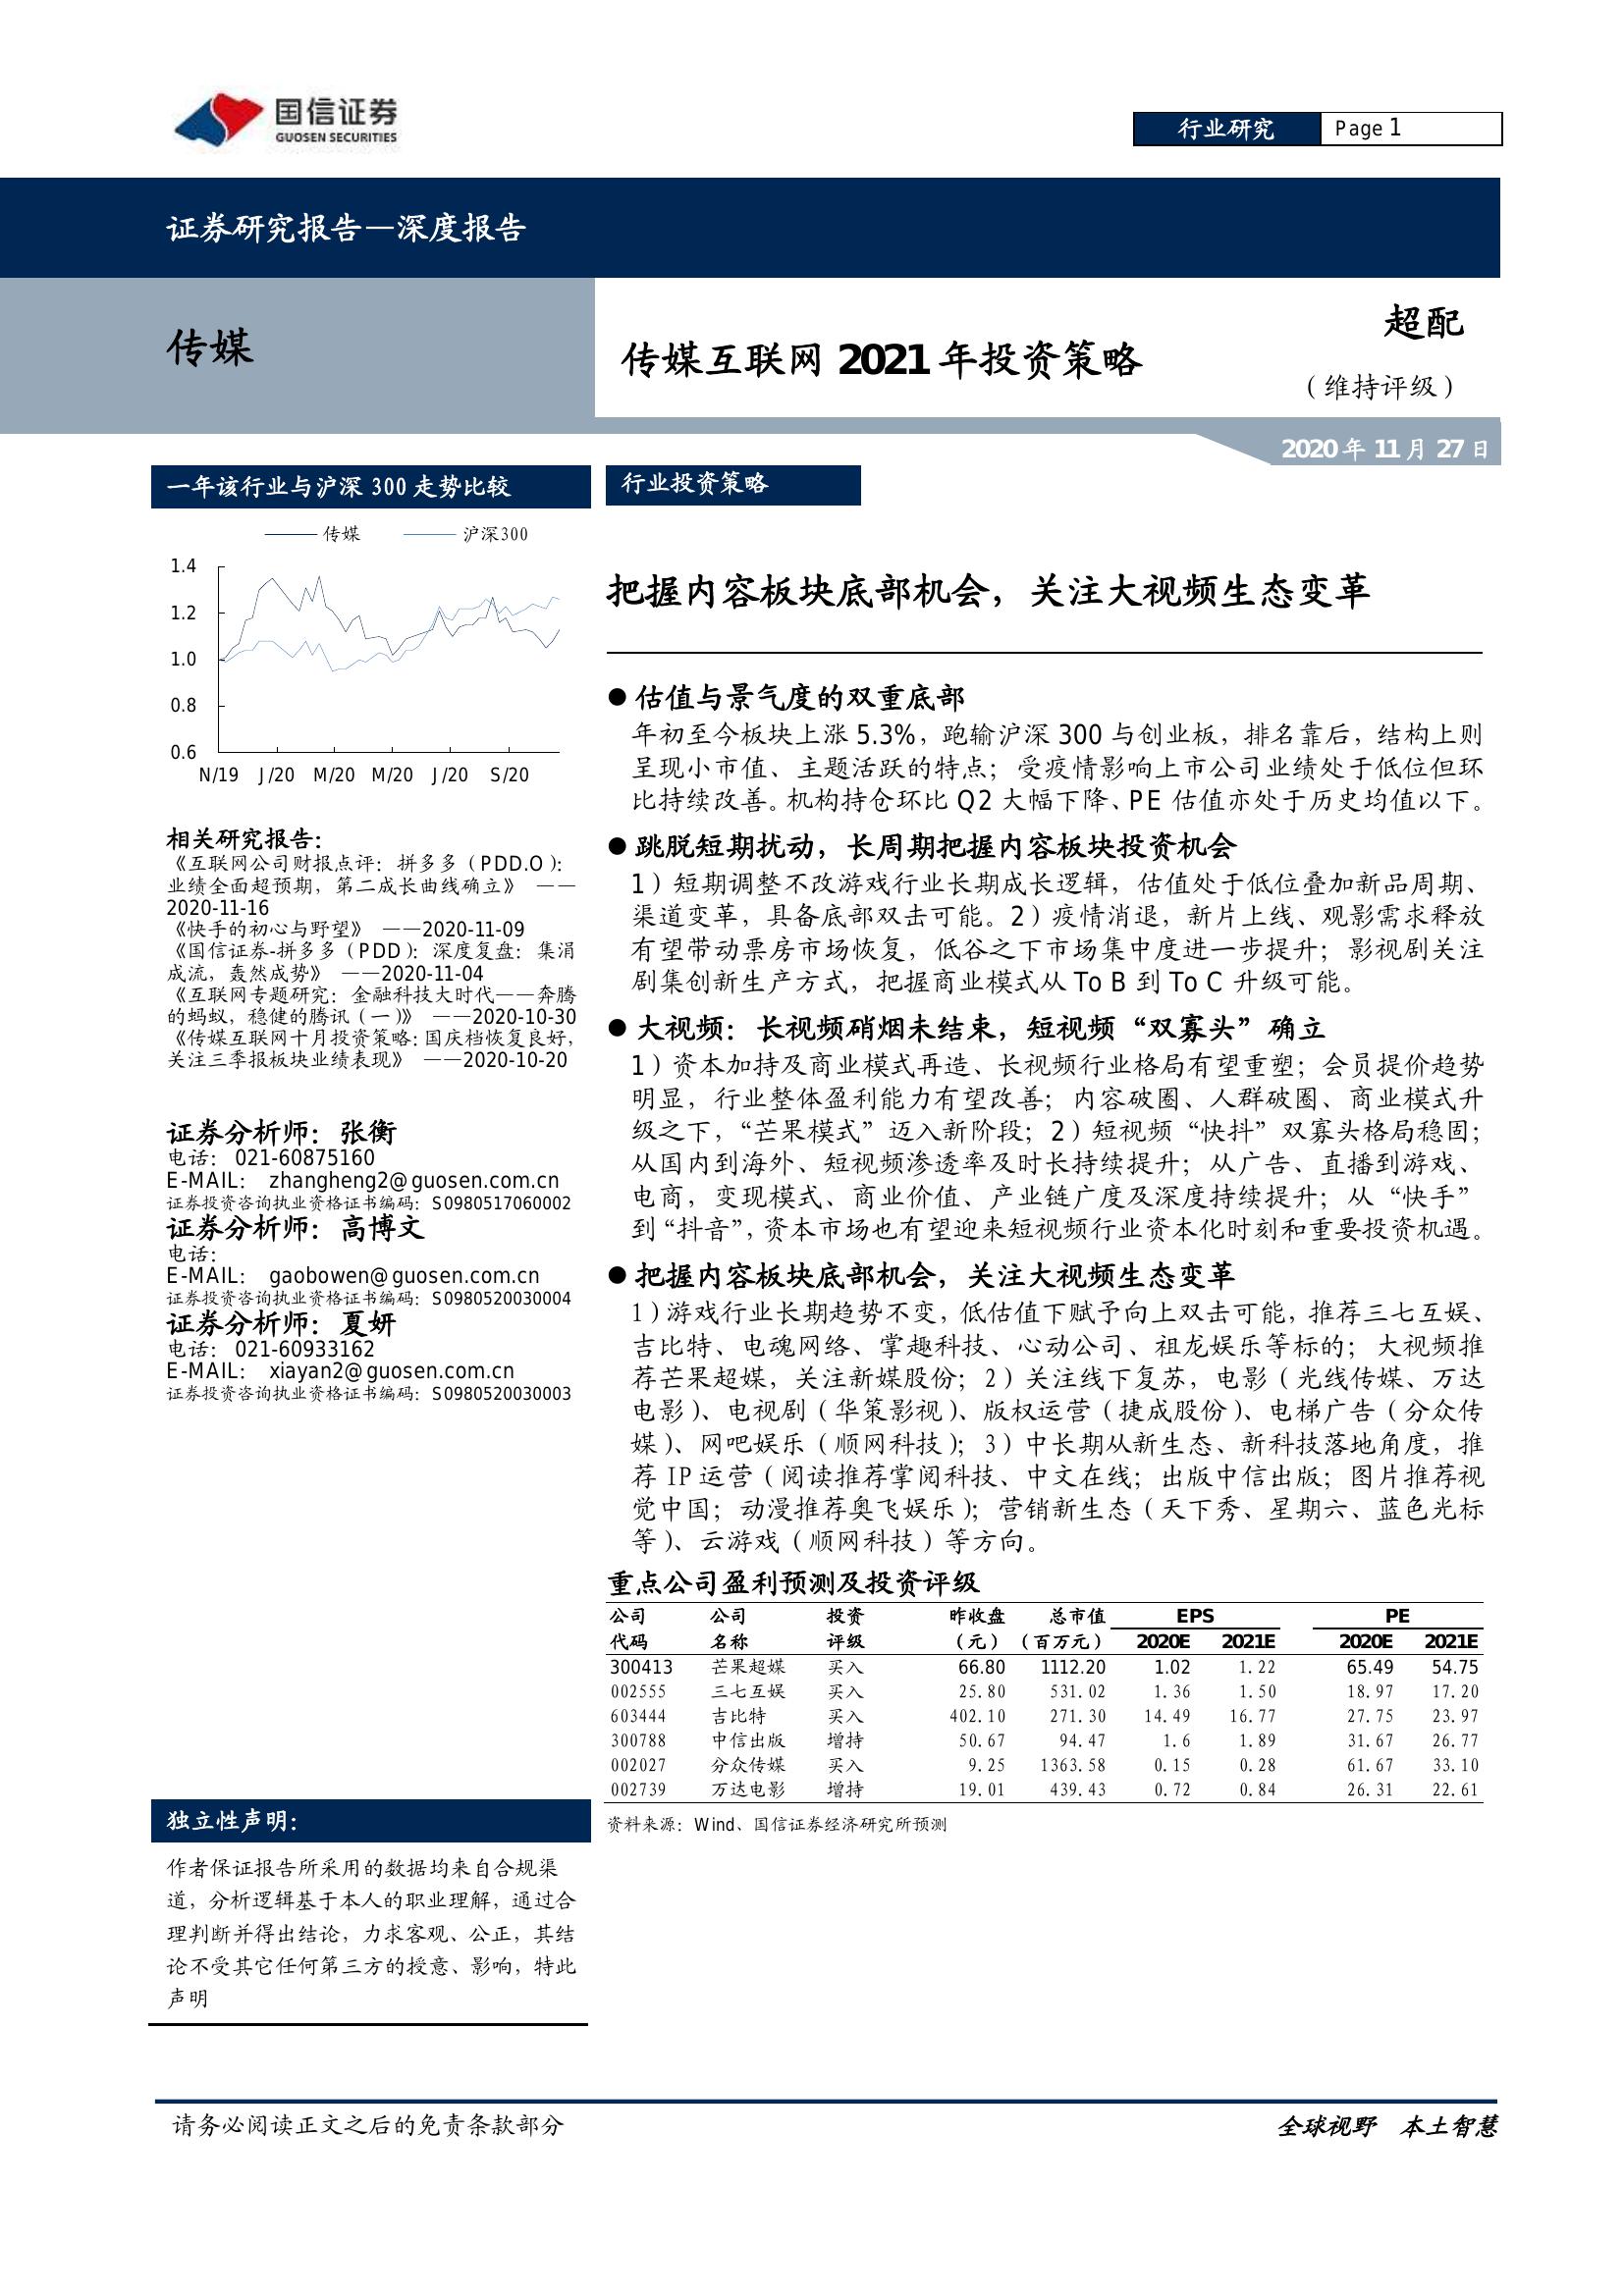 国信证券
GUOSEN SECURITIES
行业研究 Page 1
证券研究报告—深度报告
传媒
传媒互联网 2021 年投资策略
超配
（维持评级）
2020 年 11 月 27 日
一年该行业与沪深 300 走势比较
传媒 沪深300
1.4
1.2
1.0
0.8
0.6
N/19 J/20 M/20 M/20 J/20 S/20
相关研究报告：
《互联网公司财报点评：拼多多（PDD.O）：
业绩全面超预期，第二成长曲线确立》 ——
2020-11-16
《快手的初心与野望》 ——2020-11-09
《国信证券-拼多多（PDD）：深度复盘：集涓
成流，轰然成势》 ——2020-11-04
《互联网专题研究：金融科技大时代——奔腾
的蚂蚁，稳健的腾讯（一）》 ——2020-10-30
《传媒互联网十月投资策略：国庆档恢复良好，
关注三季报板块业绩表现》 ——2020-10-20
证券分析师：张衡
电话： 021-60875160
E-MAIL： zhangheng2@guosen.com.cn
证券投资咨询执业资格证书编码：S0980517060002
证券分析师：高博文
电话：
E-MAIL： gaobowen@guosen.com.cn
证券投资咨询执业资格证书编码：S0980520030004
证券分析师：夏妍
电话： 021-60933162
E-MAIL： xiayan2@guosen.com.cn
证券投资咨询执业资格证书编码：S0980520030003
独立性声明：
作者保证报告所采用的数据均来自合规渠
道，分析逻辑基于本人的职业理解，通过合
理判断并得出结论，力求客观、公正，其结
论不受其它任何第三方的授意、影响，特此
声明
行业投资策略
把握内容板块底部机会，关注大视频生态变革
● 估值与景气度的双重底部
年初至今板块上涨 5.3%，跑输沪深 300 与创业板，排名靠后，结构上则
呈现小市值、主题活跃的特点；受疫情影响上市公司业绩处于低位但环
比持续改善。机构持仓环比 Q2 大幅下降、PE 估值亦处于历史均值以下。
● 跳脱短期扰动，长周期把握内容板块投资机会
1）短期调整不改游戏行业长期成长逻辑，估值处于低位叠加新品周期、
渠道变革，具备底部双击可能。2）疫情消退，新片上线、观影需求释放
有望带动票房市场恢复，低谷之下市场集中度进一步提升；影视剧关注
剧集创新生产方式，把握商业模式从 To B 到 To C 升级可能。
● 大视频：长视频硝烟未结束，短视频“双寡头”确立
1）资本加持及商业模式再造、长视频行业格局有望重塑；会员提价趋势
明显，行业整体盈利能力有望改善；内容破圈、人群破圈、商业模式升
级之下，“芒果模式”迈入新阶段；2）短视频“快抖”双寡头格局稳固；
从国内到海外、短视频渗透率及时长持续提升；从广告、直播到游戏、
电商，变现模式、商业价值、产业链广度及深度持续提升；从“快手”
到“抖音”，资本市场也有望迎来短视频行业资本化时刻和重要投资机遇。
● 把握内容板块底部机会，关注大视频生态变革
1）游戏行业长期趋势不变，低估值下赋予向上双击可能，推荐三七互娱、
吉比特、电魂网络、掌趣科技、心动公司、祖龙娱乐等标的；大视频推
荐芒果超媒，关注新媒股份；2）关注线下复苏，电影（光线传媒、万达
电影）、电视剧（华策影视）、版权运营（捷成股份）、电梯广告（分众传
媒）、网吧娱乐（顺网科技）；3）中长期从新生态、新科技落地角度，推
荐 IP 运营（阅读推荐掌阅科技、中文在线；出版中信出版；图片推荐视
觉中国；动漫推荐奥飞娱乐）；营销新生态（天下秀、星期六、蓝色光标
等）、云游戏（顺网科技）等方向。
重点公司盈利预测及投资评级
公司 公司 投资 昨收盘 总市值 EPS PE
代码 名称 评级 （元） （百万元） 2020E 2021E 2020E 2021E
300413 芒果超媒 买入 66.80 1112.20 1.02 1.22 65.49 54.75
002555 三七互娱 买入 25.80 531.02 1.36 1.50 18.97 17.20
603444 吉比特 买入 402.10 271.30 14.49 16.77 27.75 23.97
300788 中信出版 增持 50.67 94.47 1.6 1.89 31.67 26.77
002027 分众传媒 买入 9.25 1363.58 0.15 0.28 61.67 33.10
002739 万达电影 增持 19.01 439.43 0.72 0.84 26.31 22.61
资料来源：Wind、国信证券经济研究所预测
请务必阅读正文之后的免责条款部分
全球视野 本土智慧